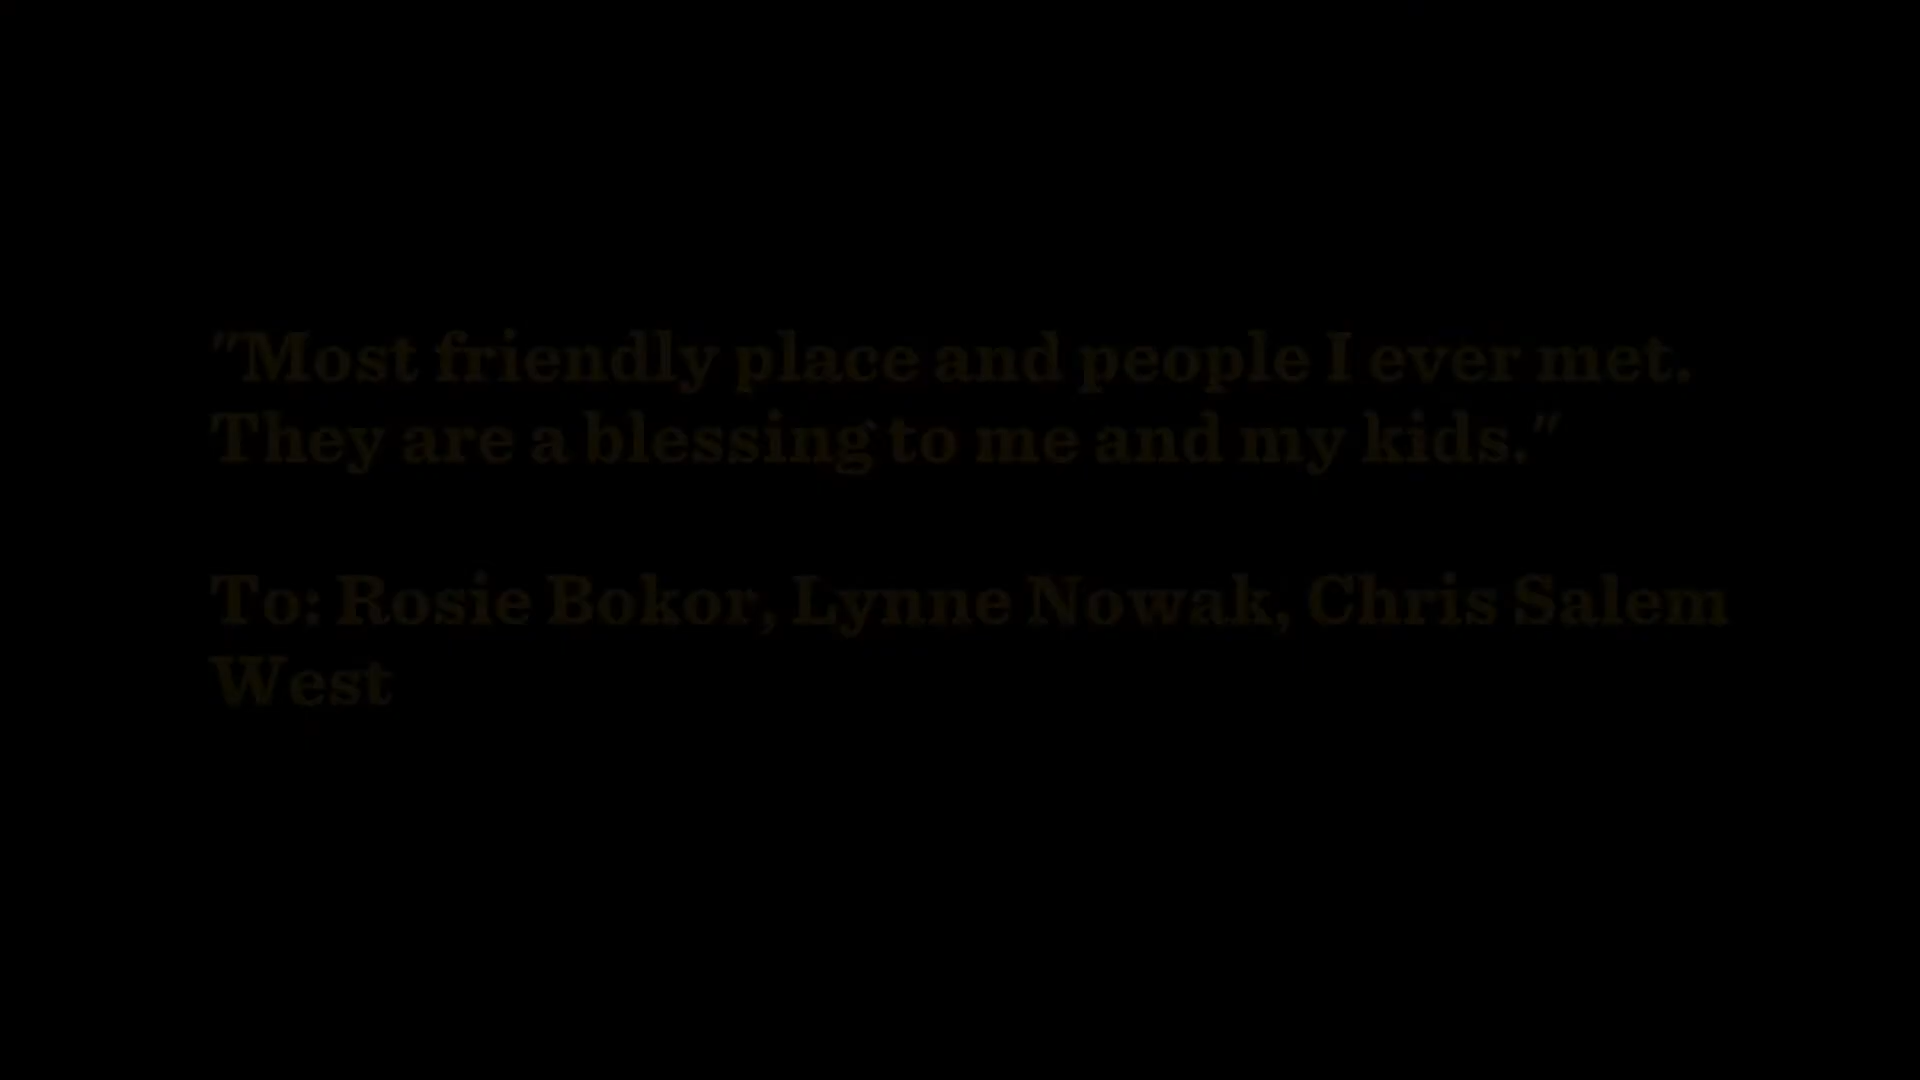 "Most friendly place and people I ever met.
They are a blessing to me and my kids."
To: Rosie Bokor, Lynne Nowak, Chris Salem
West